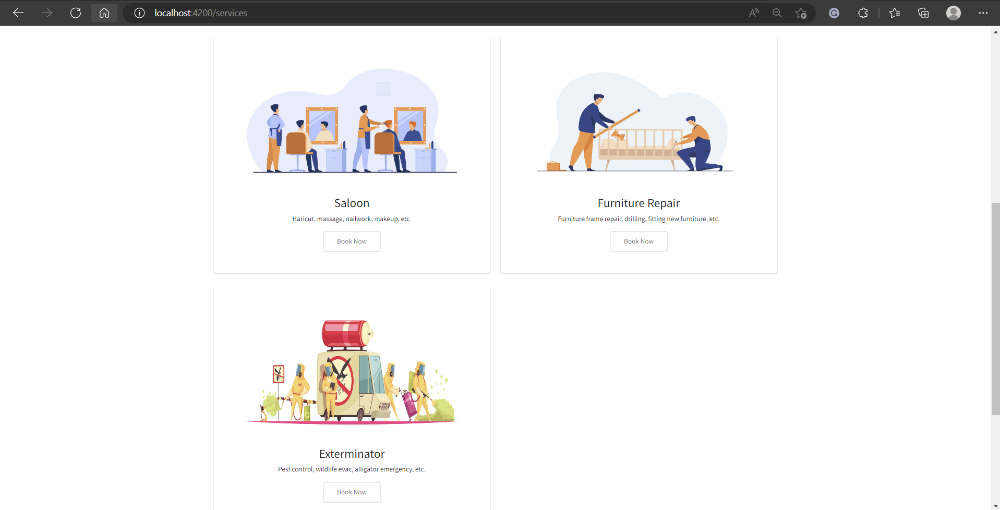 localhost:4200/services
Saloon
Haricut, massage, nailwork, makeup, etc.
Book Now
Furniture Repair
Furniture frame repair, drilling, fitting new furniture, etc.
Book Now
Exterminator
Pest control, wildlife evac, alligator emergency, etc.
Book Now